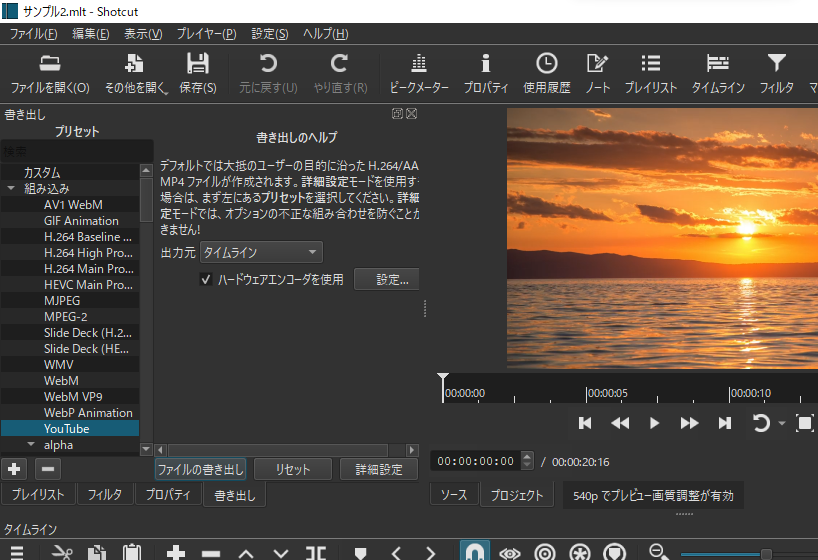 サンプル2.mlt - Shotcut
ファイル(F) 編集(E) 表示(V) プレイヤー(P) 設定(S) ヘルプ(H)
ファイルを開く(O) その他を開く 保存(S) 元に戻す(U) やり直す(R) ピークメーター プロパティ 使用履歴 ノート プレイリスト タイムライン フィルタ マ
書き出し
プリセット
検索
カスタム
組み込み
AV1 WebM
GIF Animation
H.264 Baseline ...
H.264 High Pro...
H.264 Main Pro...
HEVC Main Pro...
MJPEG
MPEG-2
Slide Deck (H.2...
Slide Deck (HE...
WMV
WebM
WebM VP9
WebP Animation
YouTube
alpha
書き出しのヘルプ
デフォルトでは大抵のユーザーの目的に沿った H.264/AA
MP4 ファイルが作成されます。詳細設定モードを使用す
場合は、まず左にあるプリセットを選択してください。詳細
定モードでは、オプションの不正な組み合わせを防ぐことか
きません!
出力元 タイムライン
ハードウェアエンコーダを使用 設定...
ファイルの書き出し リセット 詳細設定
プレイリスト フィルタ プロパティ 書き出し
00:00:00 00:00:05 00:00:10
00:00:00:00 / 00:00:20:16
ソース プロジェクト 540p でプレビュー画質調整が有効
タイムライン